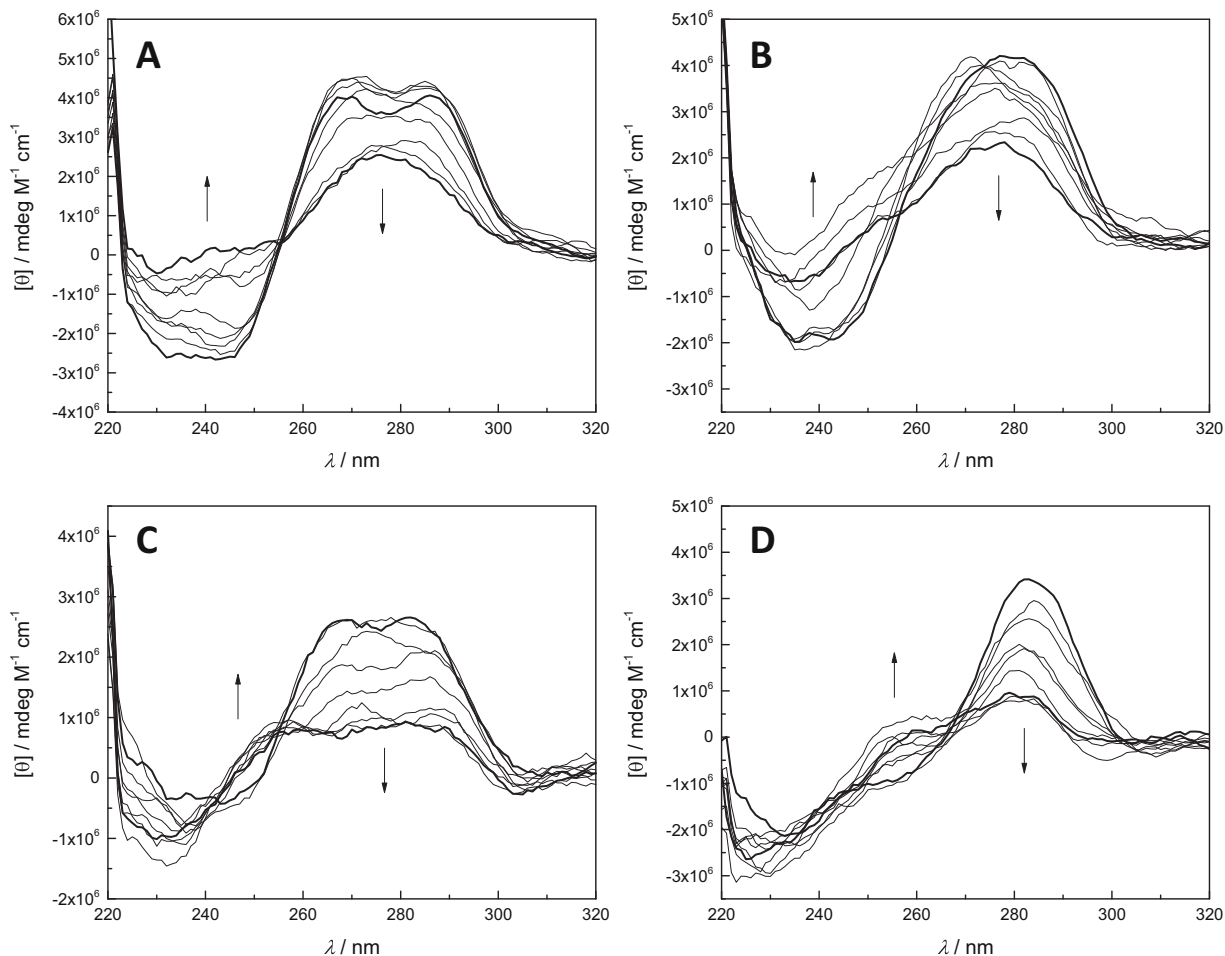 A
6x10⁶
5x10⁶
4x10⁶
3x10⁶
2x10⁶
1x10⁶
0
-1x10⁶
-2x10⁶
-3x10⁶
-4x10⁶
[θ] / mdeg M⁻¹ cm⁻¹
220 240 260 280 300 320
λ / nm
B
5x10⁶
4x10⁶
3x10⁶
2x10⁶
1x10⁶
0
-1x10⁶
-2x10⁶
-3x10⁶
[θ] / mdeg M⁻¹ cm⁻¹
220 240 260 280 300 320
λ / nm
C
4x10⁶
3x10⁶
2x10⁶
1x10⁶
0
-1x10⁶
-2x10⁶
[θ] / mdeg M⁻¹ cm⁻¹
220 240 260 280 300 320
λ / nm
D
5x10⁶
4x10⁶
3x10⁶
2x10⁶
1x10⁶
0
-1x10⁶
-2x10⁶
-3x10⁶
[θ] / mdeg M⁻¹ cm⁻¹
220 240 260 280 300 320
λ / nm